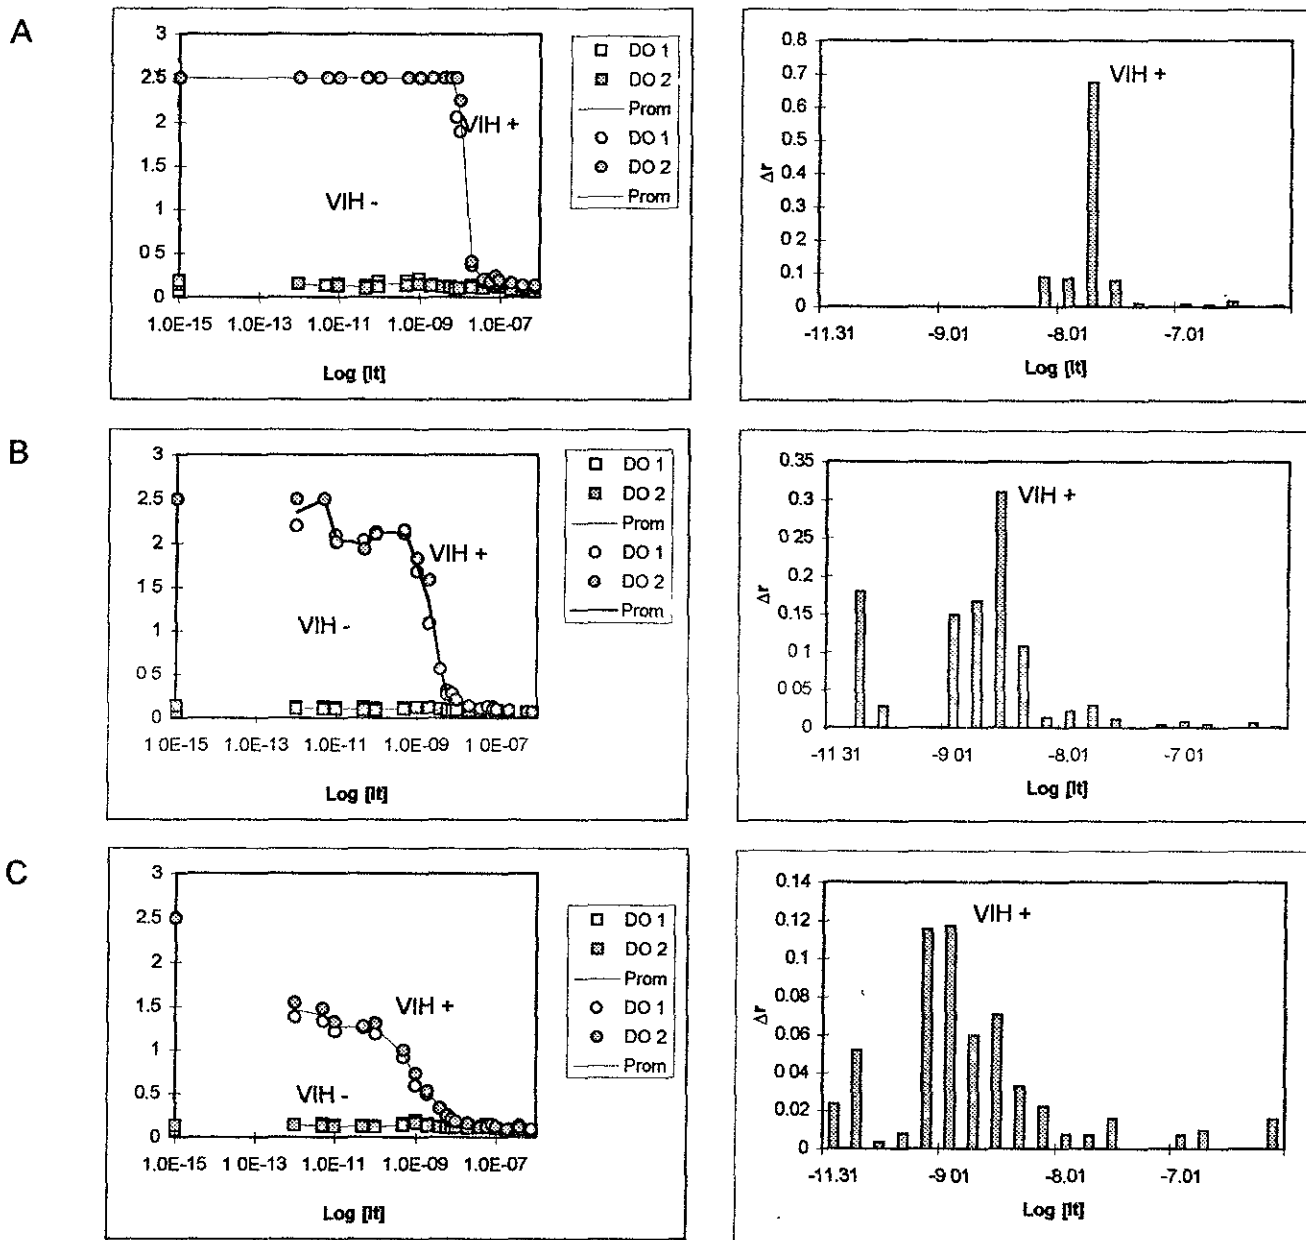 A
3
2.5
2
1.5
1
0 5
0
1.0E-15 1.0E-13 1.0E-11 1.0E-09 1.0E-07
Log [It]
VIH +
VIH -
DO 1
DO 2
Prom
DO 1
DO 2
Prom
0.8
0.7
0.6
0.5
0.4
0.3
0.2
0.1
0
Δr
VIH +
-11.31 -9.01 -8.01 -7.01
Log [It]
B
3
2.5
2
1.5
1
0 5
0
1 0E-15 1 0E-13 1.0E-11 1.0E-09 1 0E-07
Log [It]
VIH +
VIH -
DO 1
DO 2
Prom
DO 1
DO 2
Prom
0.35
0.3
0.25
0.2
0.15
0 1
0 05
0
Δr
VIH +
-11 31 -9 01 -8 01 -7 01
Log [It]
C
3
2.5
2
1.5
1
0.5
0
1.0E-15 1.0E-13 1.0E-11 1.0E-09 1.0E-07
Log [It]
VIH +
VIH -
DO 1
DO 2
Prom
DO 1
DO 2
Prom
0.14
0.12
0.1
0.08
0.06
0 04
0.02
0
Δr
VIH +
-11.31 -9.01 -8.01 -7.01
Log [It]